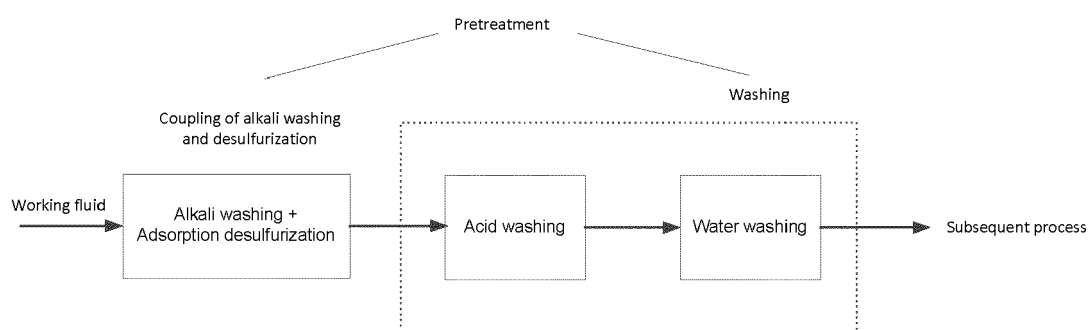 Pretreatment
Washing
Coupling of alkali washing
and desulfurization
Working fluid
Alkali washing +
Adsorption desulfurization
Acid washing
Water washing
Subsequent process